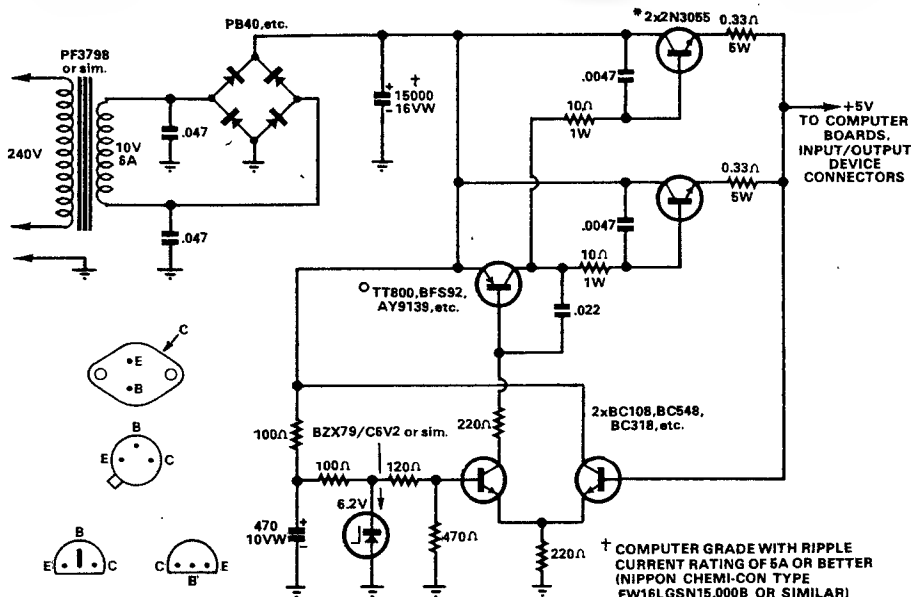 PB40, etc.
* 2x2N3055
0.33Ω
5W
PF3798
or sim.
240V
10V
6A
.047
.047
+
†
15000
16VW
-
.0047
10Ω
1W
+5V
TO COMPUTER
BOARDS,
INPUT/OUTPUT
DEVICE
CONNECTORS
0.33Ω
5W
.0047
10Ω
1W
O TT800, BFS92,
AY9139, etc.
.022
C
E
B
B
E
C
B
E
C
C
B
E
100Ω
BZX79/C6V2 or sim.
220Ω
2xBC108, BC548,
BC318, etc.
100Ω
120Ω
6.2V
470
10VW
+
-
470Ω
220Ω
† COMPUTER GRADE WITH RIPPLE
CURRENT RATING OF 5A OR BETTER
(NIPPON CHEMI-CON TYPE
FW16LGSN15,000B OR SIMILAR)